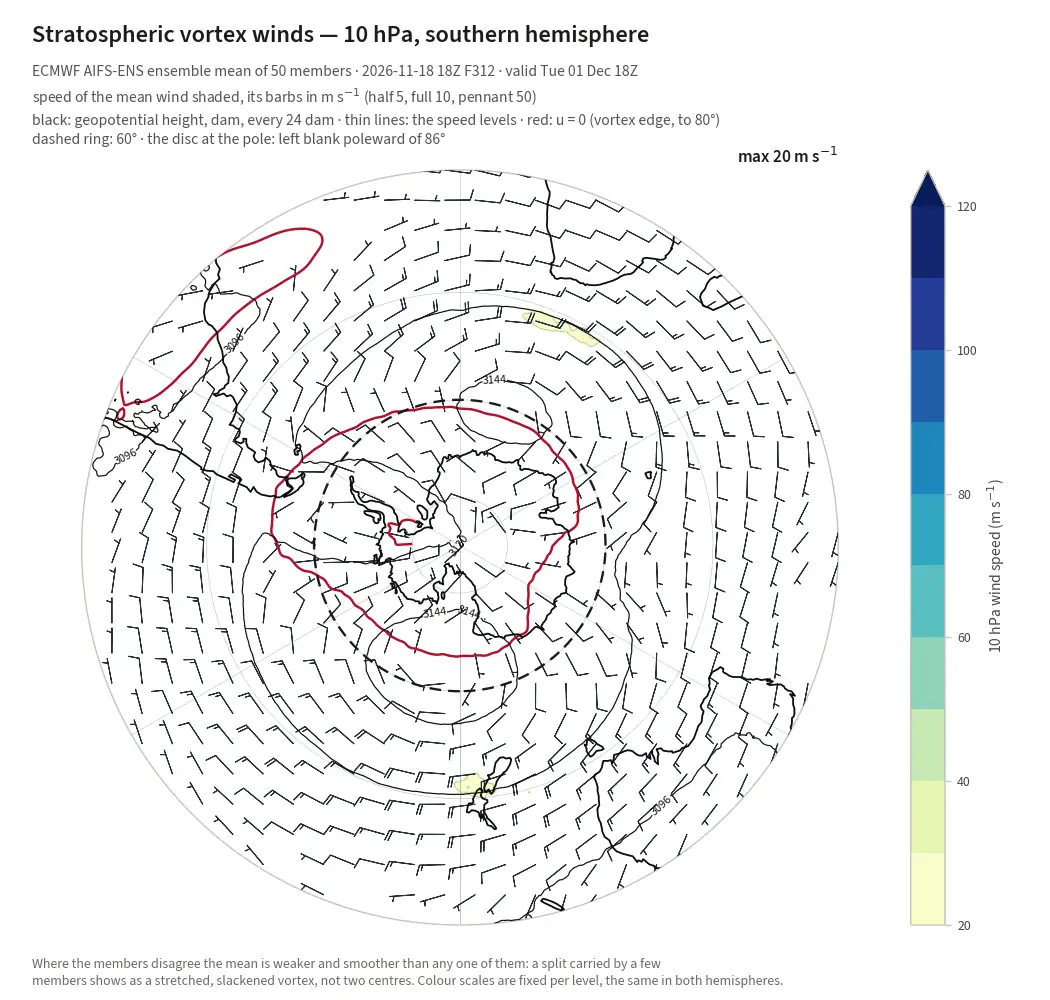 Stratospheric vortex winds — 10 hPa, southern hemisphere
ECMWF AIFS-ENS ensemble mean of 50 members · 2026-11-18 18Z F312 · valid Tue 01 Dec 18Z
speed of the mean wind shaded, its barbs in m s⁻¹ (half 5, full 10, pennant 50)
black: geopotential height, dam, every 24 dam · thin lines: the speed levels · red: u = 0 (vortex edge, to 80°)
dashed ring: 60° · the disc at the pole: left blank poleward of 86°
max 20 m s⁻¹
120
100
80
60
40
20
10 hPa wind speed (m s⁻¹)
3096
3144
3096
3120
3144
3144
3096
Where the members disagree the mean is weaker and smoother than any one of them: a split carried by a few
members shows as a stretched, slackened vortex, not two centres. Colour scales are fixed per level, the same in both hemispheres.